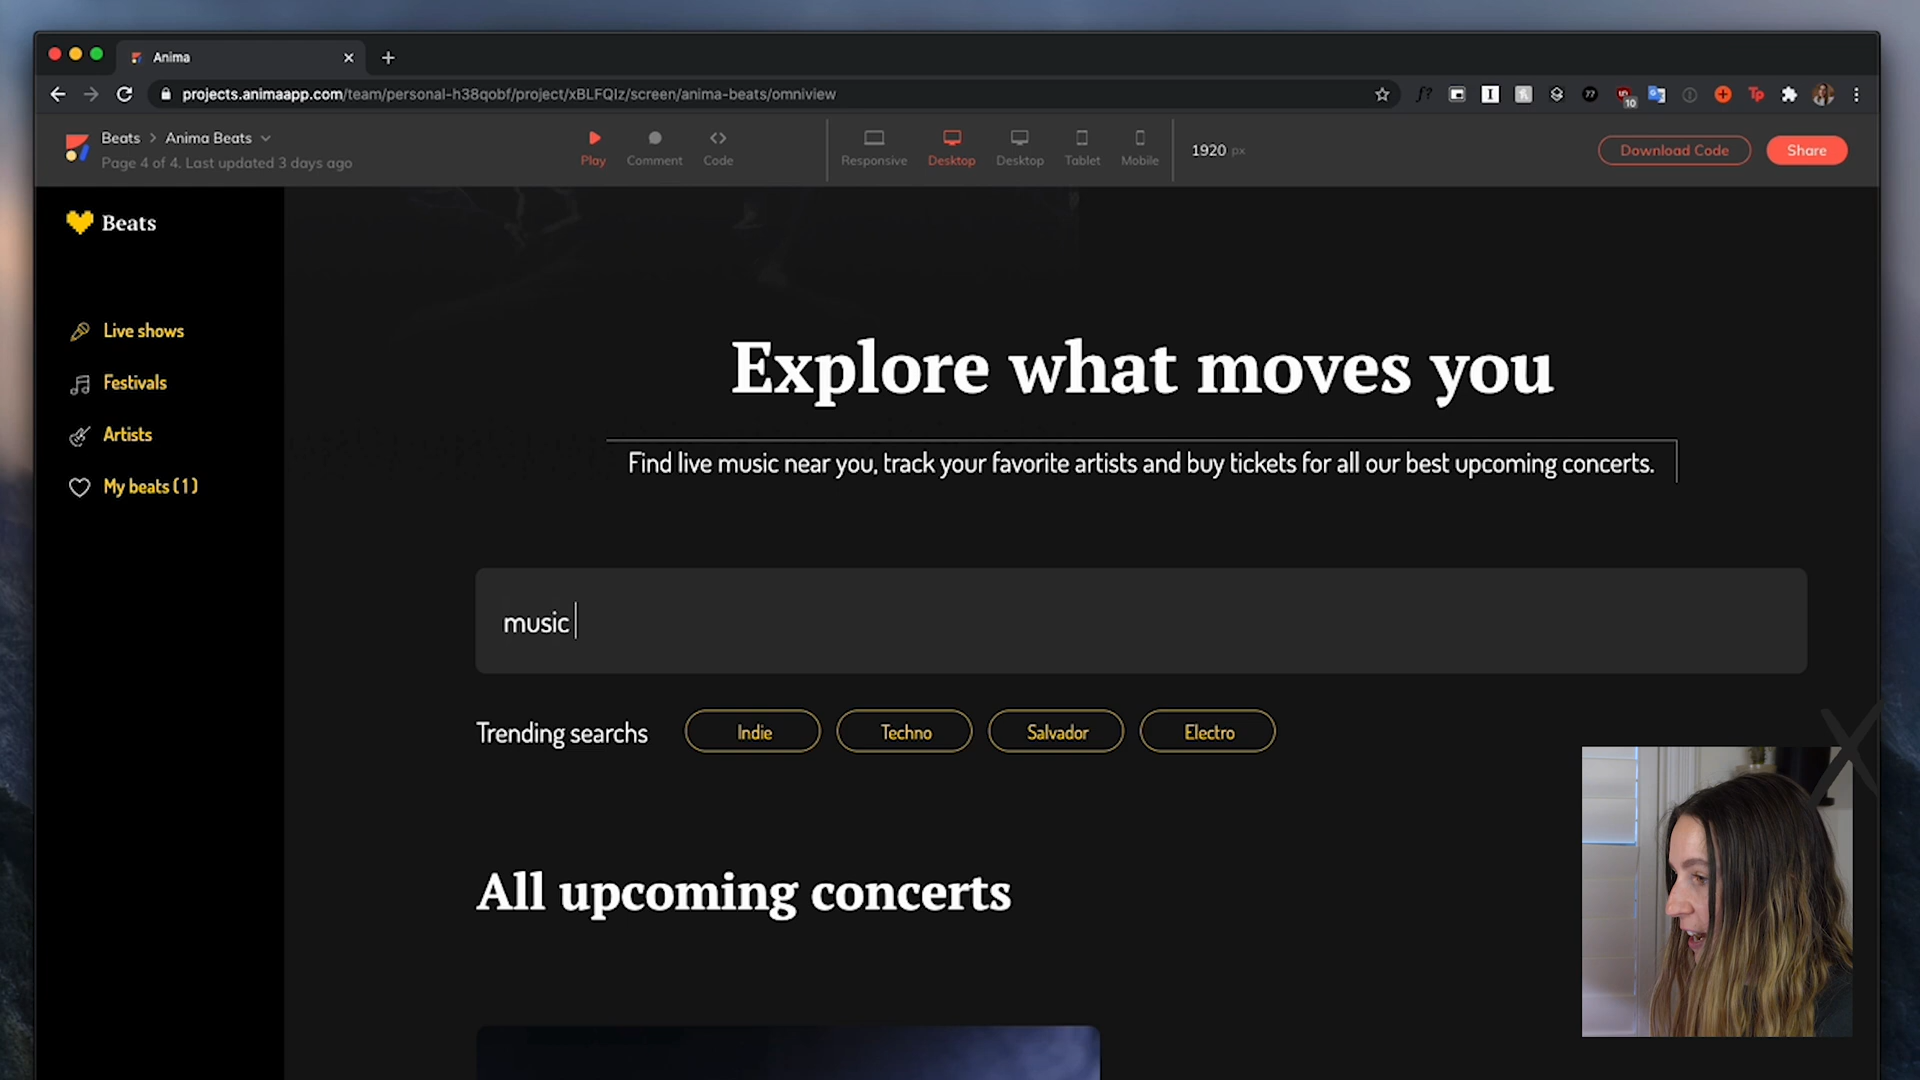 Anima
projects.animaapp.com/team/personal-h38qobf/project/xBLFQIz/screen/anima-beats/omniview
f?
I
77
10
Tp
Beats > Anima Beats
Page 4 of 4. Last updated 3 days ago
Play
Comment
Code
Responsive
Desktop
Desktop
Tablet
Mobile
1920 px
Download Code
Share
Beats
Live shows
Festivals
Artists
My beats (1)
Explore what moves you
Find live music near you, track your favorite artists and buy tickets for all our best upcoming concerts.
music
Trending searchs
Indie
Techno
Salvador
Electro
All upcoming concerts